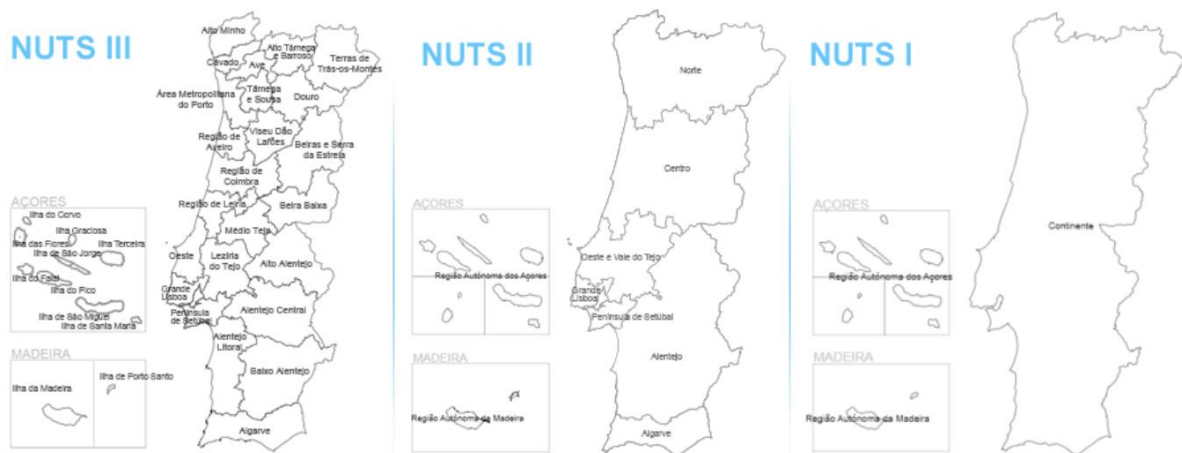 NUTS III
Alto Minho
Alto Tâmega
e Barroso
Terras de
Trás-os-Montes
Cávado
Ave
Área Metropolitana
do Porto
Tâmega
e Sousa
Douro
Região de
Aveiro
Viseu Dão
Lafões
Beiras e Serra
da Estrela
Região de
Coimbra
Região de Leiria
Beira Baixa
Médio Tejo
Oeste
Lezíria
do Tejo
Alto Alentejo
Grande
Lisboa
Península
de Setúbal
Alentejo Central
Alentejo
Litoral
Baixo Alentejo
Algarve
AÇORES
Ilha do Corvo
Ilha Graciosa
Ilha das Flores
Ilha Terceira
Ilha de São Jorge
Ilha do Faial
Ilha do Pico
Ilha de São Miguel
Ilha de Santa Maria
MADEIRA
Ilha de Porto Santo
Ilha da Madeira
NUTS II
Norte
Centro
Oeste e Vale do Tejo
Grande
Lisboa
Península de Setúbal
Alentejo
Algarve
AÇORES
Região Autónoma dos Açores
MADEIRA
Região Autónoma da Madeira
NUTS I
Continente
AÇORES
Região Autónoma dos Açores
MADEIRA
Região Autónoma da Madeira